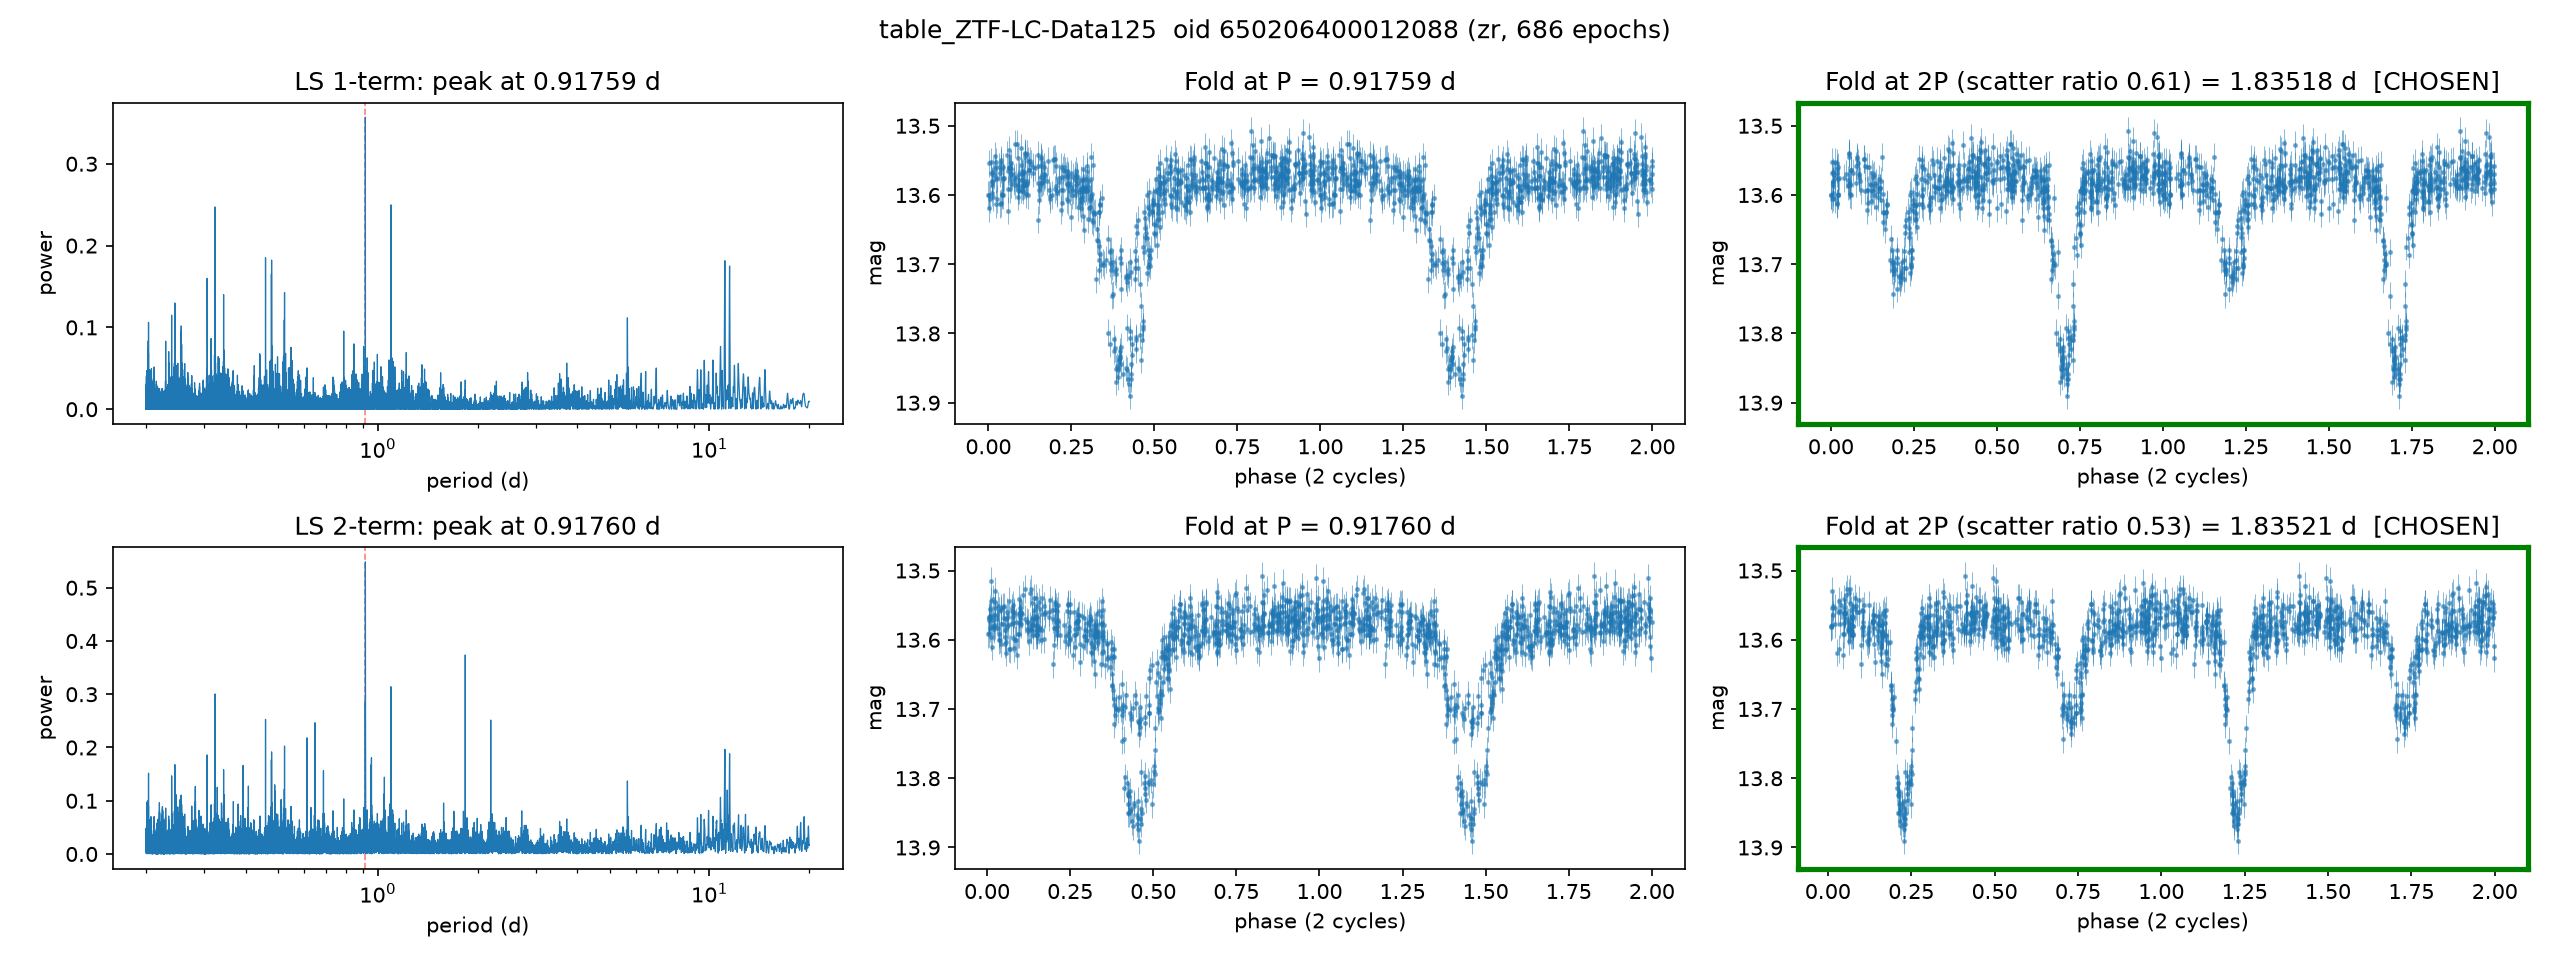 table_ZTF-LC-Data125  oid 650206400012088 (zr, 686 epochs)
LS 1-term: peak at 0.91759 d
power
0.3
0.2
0.1
0.0
10⁰
10¹
period (d)
Fold at P = 0.91759 d
mag
13.5
13.6
13.7
13.8
13.9
0.00 0.25 0.50 0.75 1.00 1.25 1.50 1.75 2.00
phase (2 cycles)
Fold at 2P (scatter ratio 0.61) = 1.83518 d  [CHOSEN]
mag
13.5
13.6
13.7
13.8
13.9
0.00 0.25 0.50 0.75 1.00 1.25 1.50 1.75 2.00
phase (2 cycles)
LS 2-term: peak at 0.91760 d
power
0.5
0.4
0.3
0.2
0.1
0.0
10⁰
10¹
period (d)
Fold at P = 0.91760 d
mag
13.5
13.6
13.7
13.8
13.9
0.00 0.25 0.50 0.75 1.00 1.25 1.50 1.75 2.00
phase (2 cycles)
Fold at 2P (scatter ratio 0.53) = 1.83521 d  [CHOSEN]
mag
13.5
13.6
13.7
13.8
13.9
0.00 0.25 0.50 0.75 1.00 1.25 1.50 1.75 2.00
phase (2 cycles)